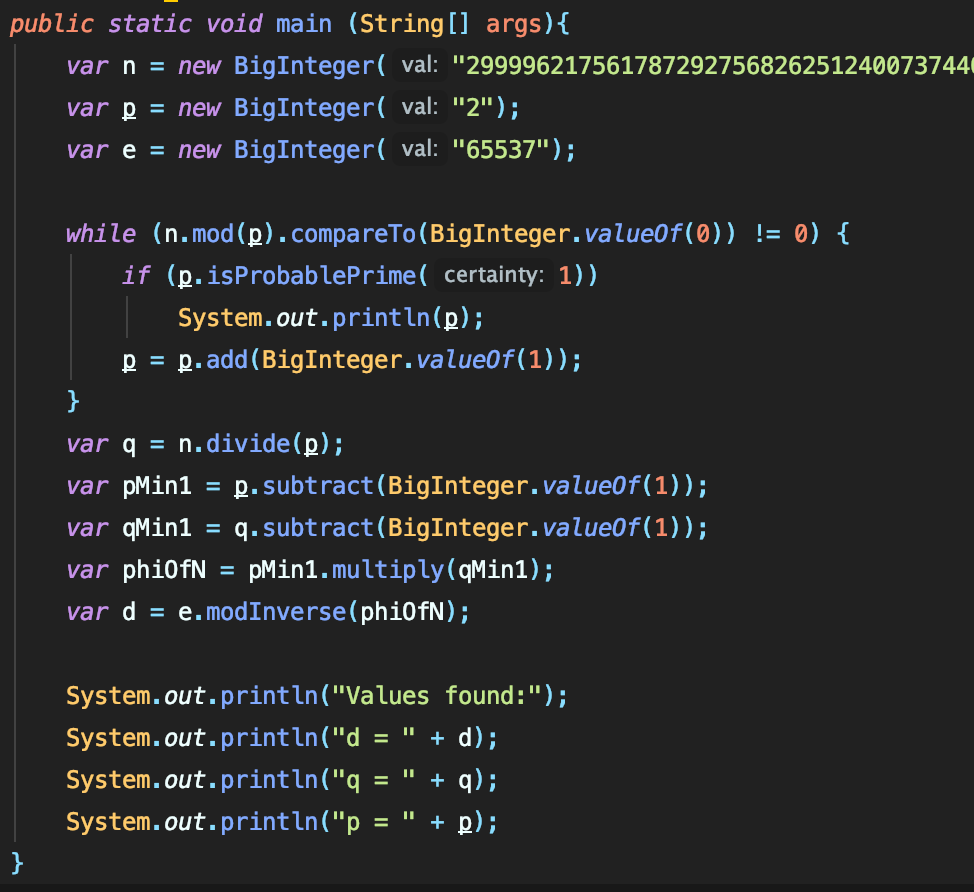 public static void main (String[] args){
var n = new BigInteger( val: "29999621756178729275682625124007374406
var p = new BigInteger( val: "2");
var e = new BigInteger( val: "65537");
while (n.mod(p).compareTo(BigInteger.valueOf(0)) != 0) {
if (p.isProbablePrime( certainty: 1))
System.out.println(p);
p = p.add(BigInteger.valueOf(1));
}
var q = n.divide(p);
var pMin1 = p.subtract(BigInteger.valueOf(1));
var qMin1 = q.subtract(BigInteger.valueOf(1));
var phiOfN = pMin1.multiply(qMin1);
var d = e.modInverse(phiOfN);
System.out.println("Values found:");
System.out.println("d = " + d);
System.out.println("q = " + q);
System.out.println("p = " + p);
}